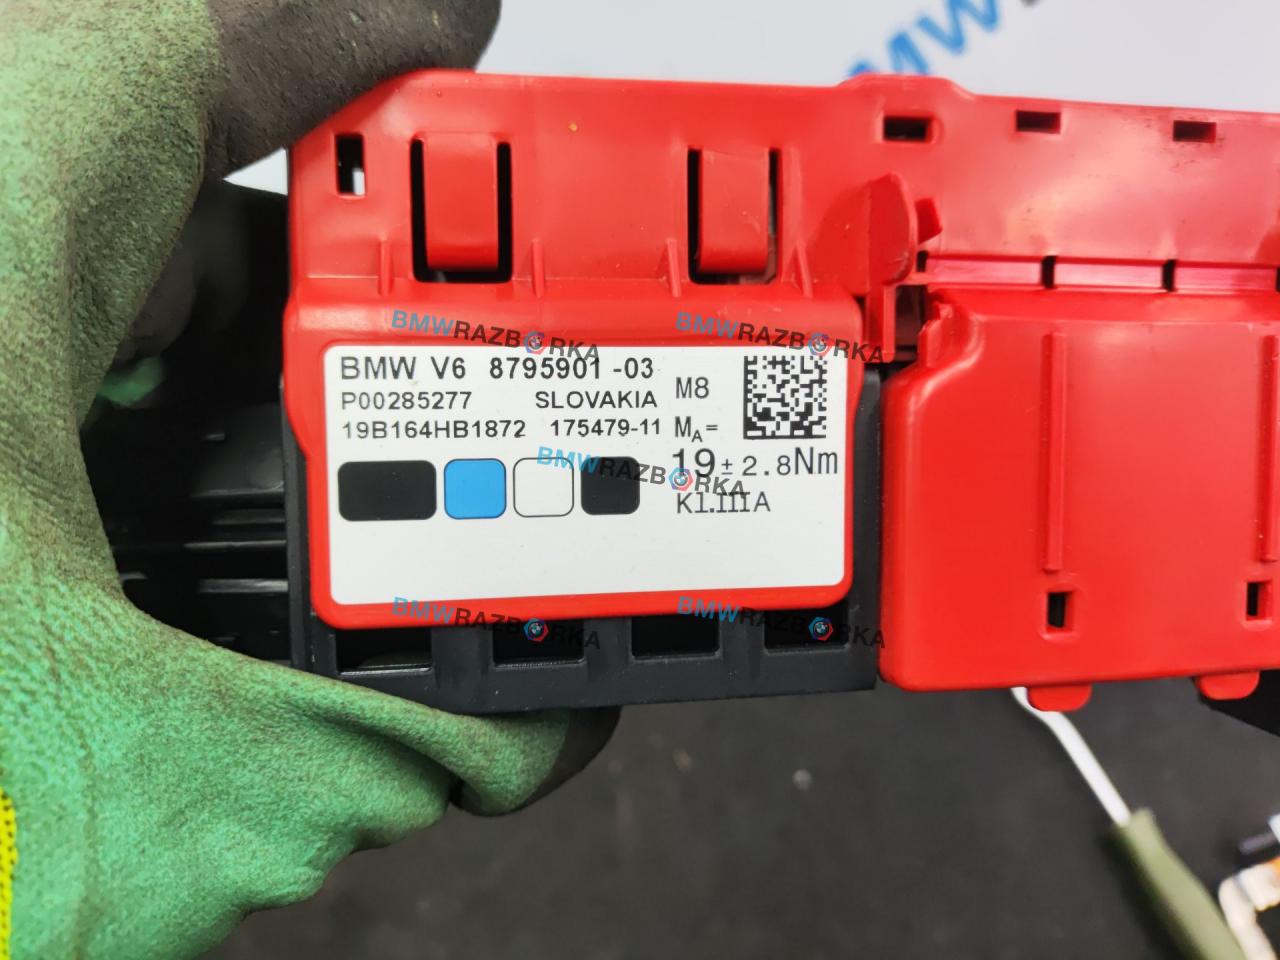 BMW
BMWRAZBORKA BMWRAZBORKA
BMW V6 8795901 -03
P00285277 SLOVAKIA M8
19B164HB1872 175479-11 MA=
19 ± 2.8Nm
Kl.IIIA
BMWRAZBORKA
BMWRAZBORKA BMWRAZBORKA